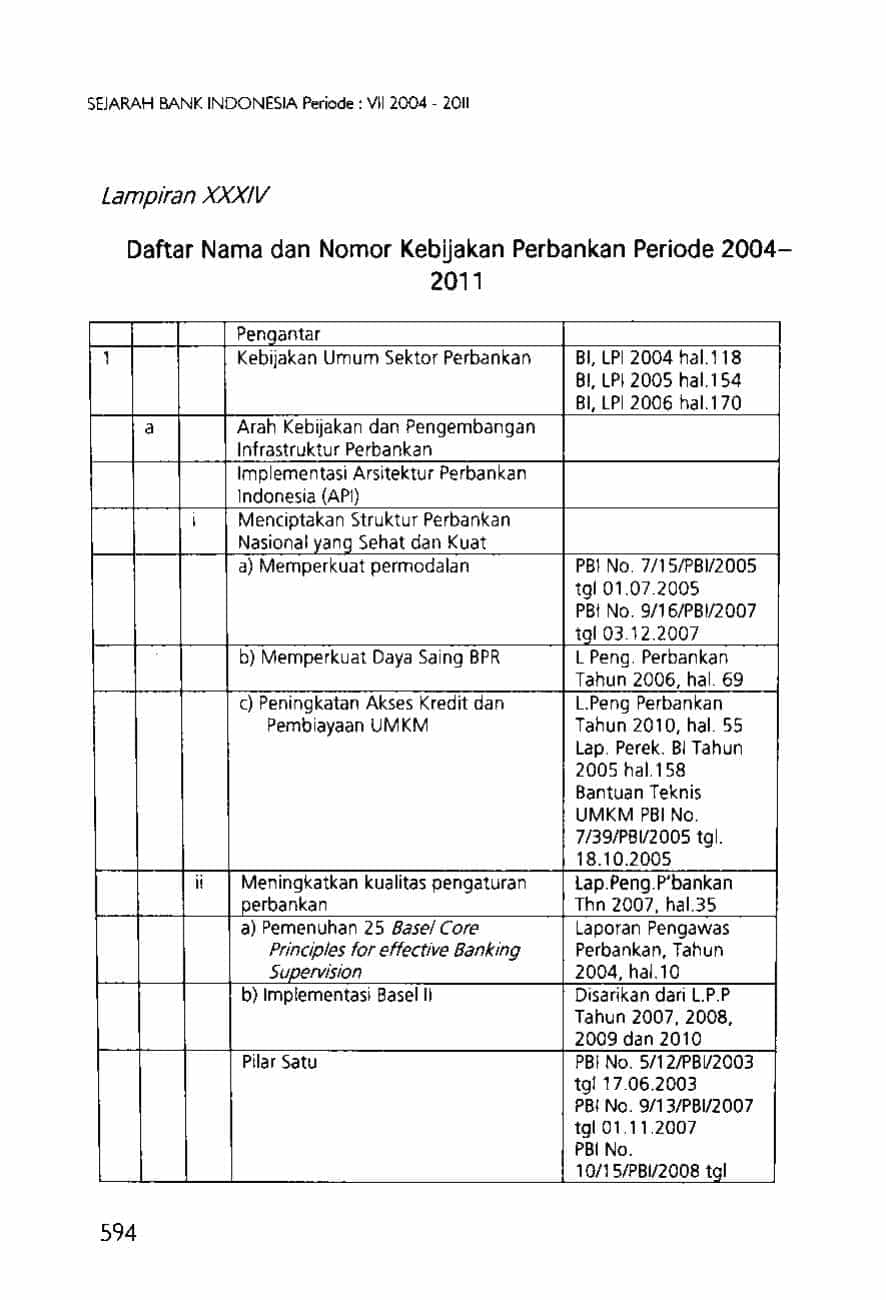 SEJARAH BANK INDONESIA Periode : VII 2004 - 2011
Lampiran XXXIV
Daftar Nama dan Nomor Kebijakan Perbankan Periode 2004–
2011
Pengantar
1 Kebijakan Umum Sektor Perbankan BI, LPI 2004 hal.118
BI, LPI 2005 hal.154
BI, LPI 2006 hal.170
a Arah Kebijakan dan Pengembangan
Infrastruktur Perbankan
Implementasi Arsitektur Perbankan
Indonesia (API)
i Menciptakan Struktur Perbankan
Nasional yang Sehat dan Kuat
a) Memperkuat permodalan PBI No. 7/15/PBI/2005
tgl 01.07.2005
PBI No. 9/16/PBI/2007
tgl 03.12.2007
b) Memperkuat Daya Saing BPR L Peng. Perbankan
Tahun 2006, hal. 69
c) Peningkatan Akses Kredit dan L.Peng Perbankan
Pembiayaan UMKM Tahun 2010, hal. 55
Lap. Perek. BI Tahun
2005 hal.158
Bantuan Teknis
UMKM PBI No.
7/39/PBI/2005 tgl.
18.10.2005
ii Meningkatkan kualitas pengaturan Lap.Peng.P'bankan
perbankan Thn 2007, hal.35
a) Pemenuhan 25 Basel Core Laporan Pengawas
Principles for effective Banking Perbankan, Tahun
Supervision 2004, hal.10
b) Implementasi Basel II Disarikan dari L.P.P
Tahun 2007, 2008,
2009 dan 2010
Pilar Satu PBI No. 5/12/PBI/2003
tgl 17.06.2003
PBI No. 9/13/PBI/2007
tgl 01.11.2007
PBI No.
10/15/PBI/2008 tgl
594